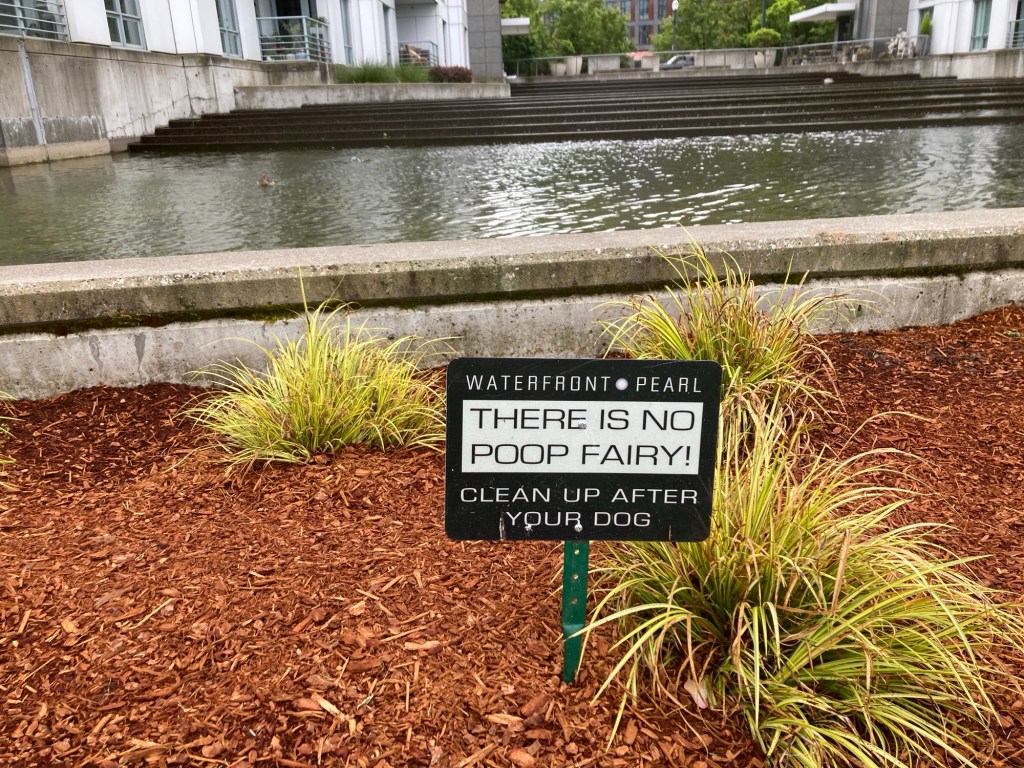 WATERFRONT • PEARL
THERE IS NO
POOP FAIRY!
CLEAN UP AFTER
YOUR DOG